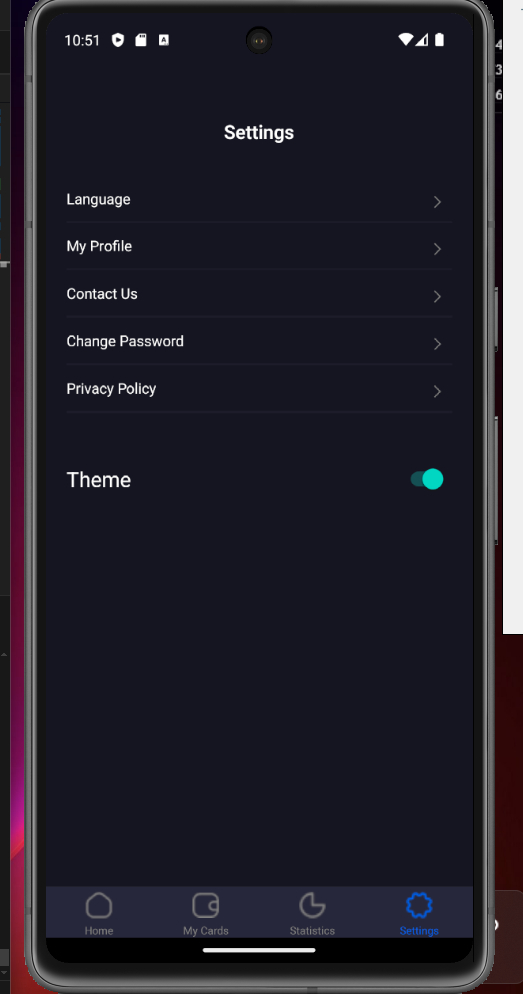 10:51
A
4
3
6
Settings
Language
My Profile
Contact Us
Change Password
Privacy Policy
Theme
Home
My Cards
Statistics
Settings